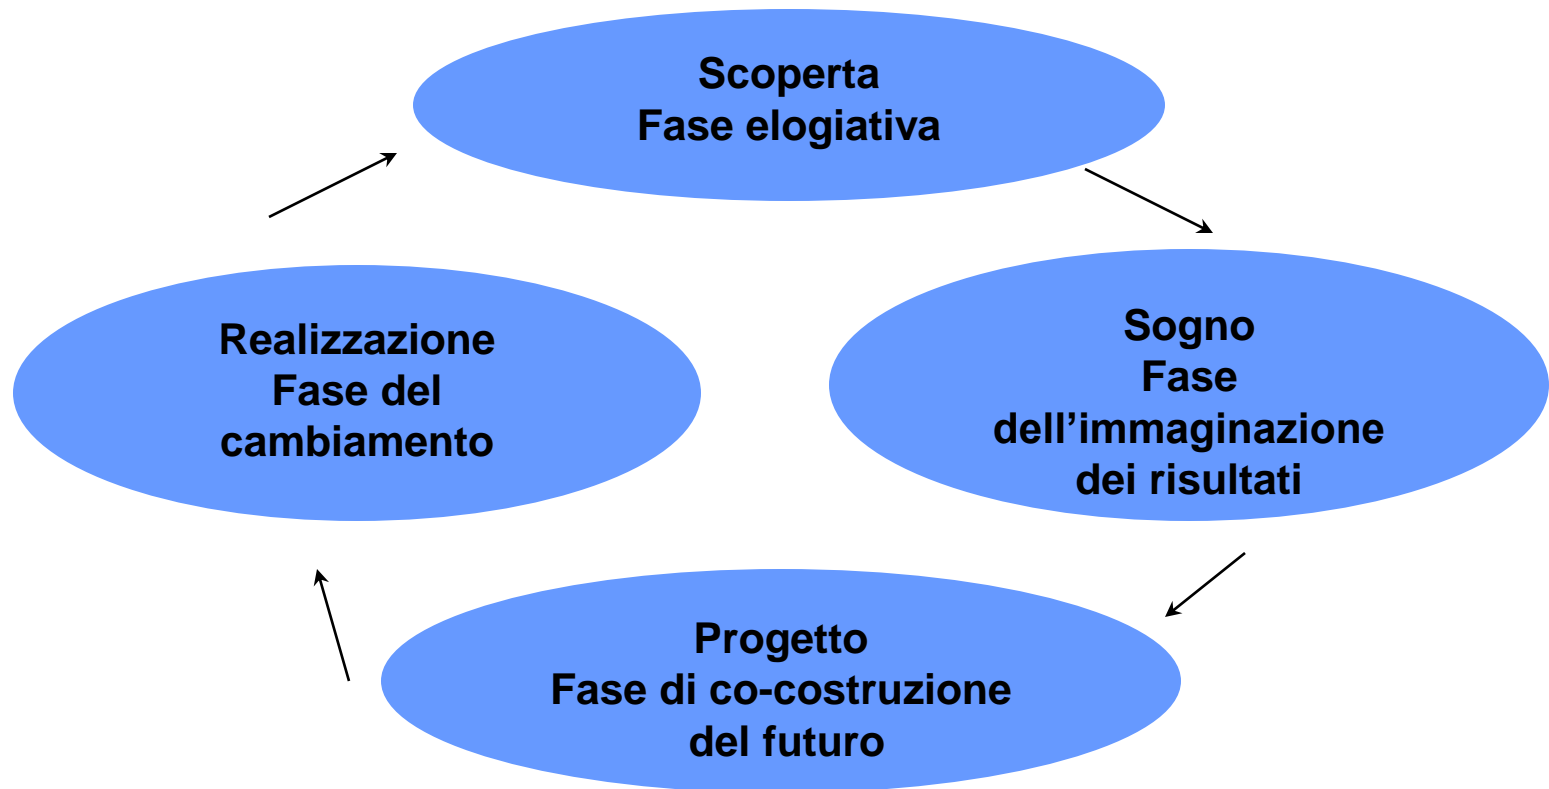 Scoperta
Fase elogiativa
Realizzazione
Fase del
cambiamento
Sogno
Fase
dell’immaginazione
dei risultati
Progetto
Fase di co-costruzione
del futuro